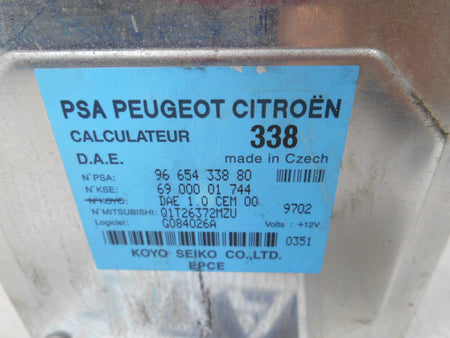 PSA PEUGEOT CITROËN
CALCULATEUR 338
D.A.E. made in Czech
N°PSA: 96 654 338 80
N°KSE: 69 000 01 744
N°KOYO: DAE 1.0 CEM 00
N°MITSUBISHI: Q1T26372MZU 9702
Logiciel: G084026A Volts : +12V
0351
KOYO SEIKO CO.,LTD.
EPCE